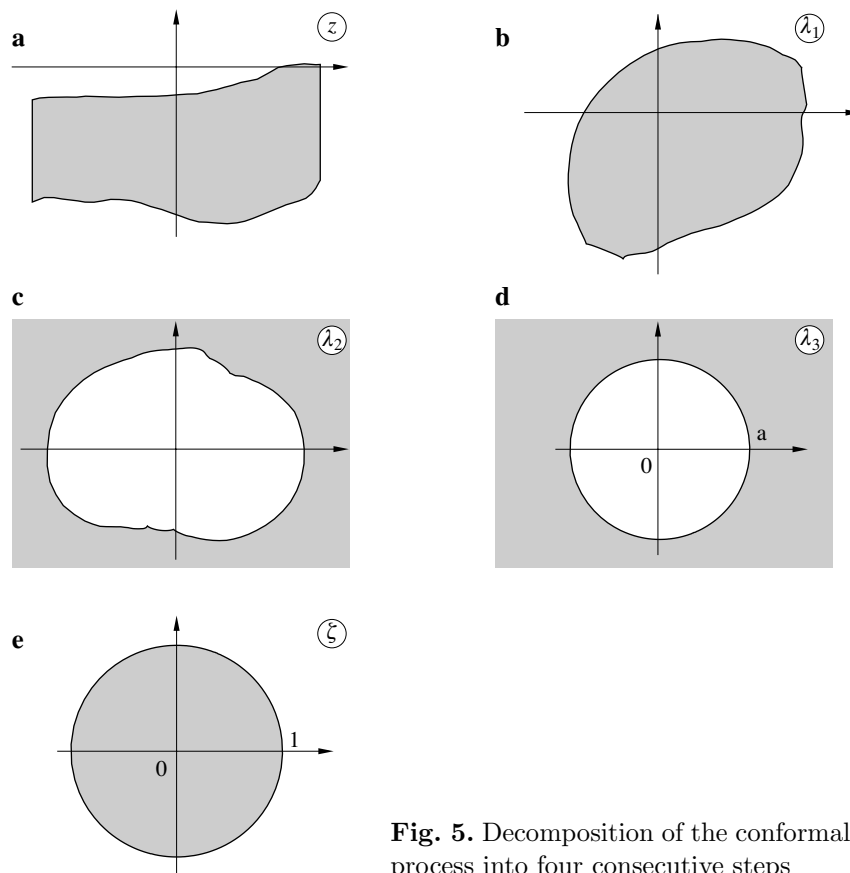 a
z
b
λ1
c
λ2
d
λ3
a
0
e
ζ
1
0
Fig. 5. Decomposition of the conformal
process into four consecutive steps